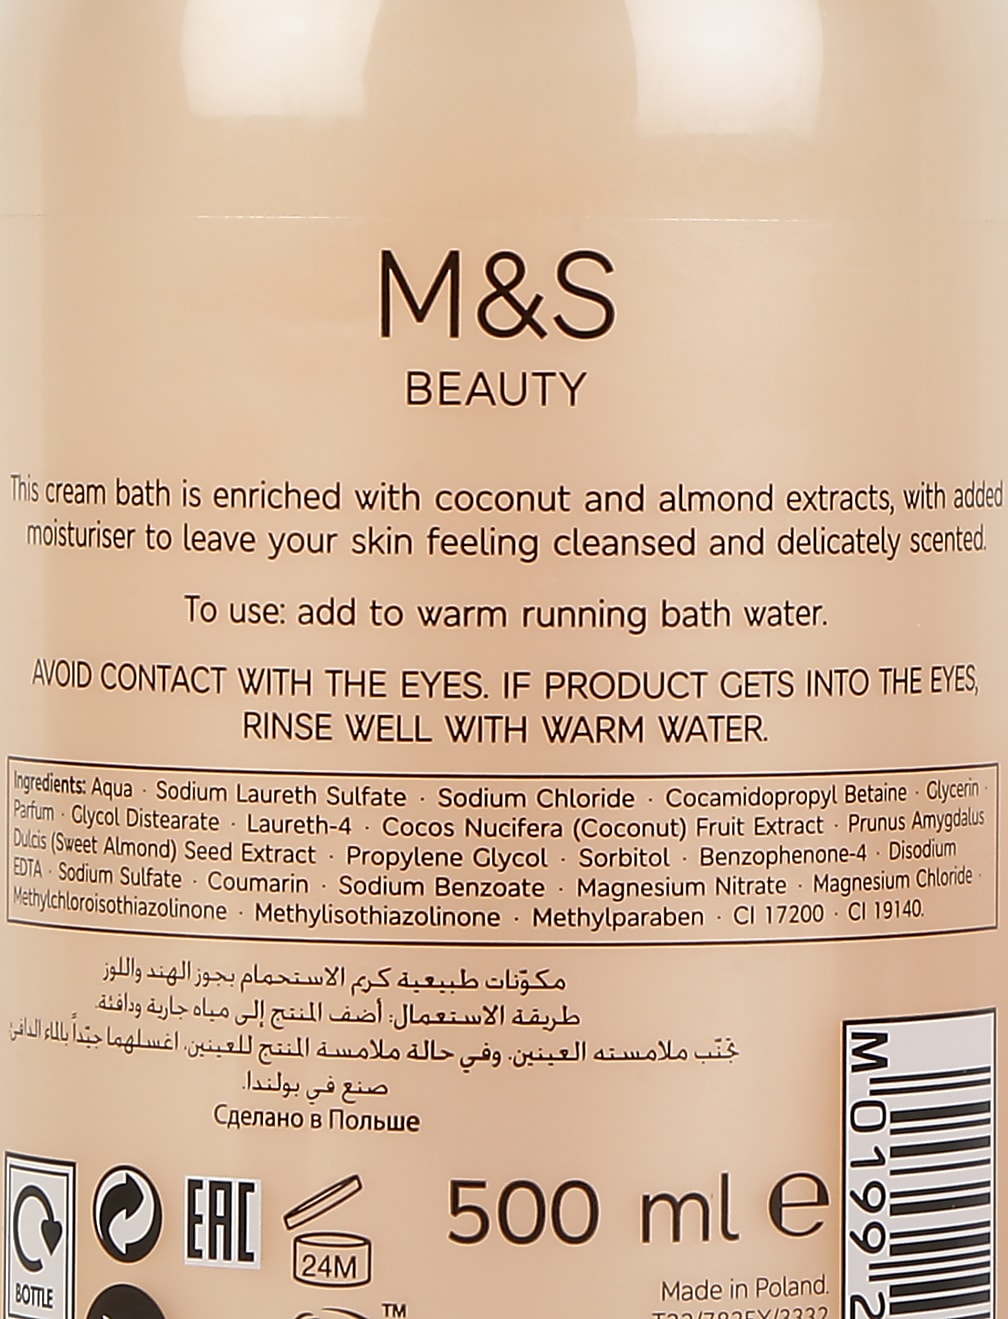 M&S
BEAUTY
This cream bath is enriched with coconut and almond extracts, with added
moisturiser to leave your skin feeling cleansed and delicately scented.
To use: add to warm running bath water.
AVOID CONTACT WITH THE EYES. IF PRODUCT GETS INTO THE EYES,
RINSE WELL WITH WARM WATER.
Ingredients: Aqua · Sodium Laureth Sulfate · Sodium Chloride · Cocamidopropyl Betaine · Glycerin ·
Parfum · Glycol Distearate · Laureth-4 · Cocos Nucifera (Coconut) Fruit Extract · Prunus Amygdalus
Dulcis (Sweet Almond) Seed Extract · Propylene Glycol · Sorbitol · Benzophenone-4 · Disodium
EDTA · Sodium Sulfate · Coumarin · Sodium Benzoate · Magnesium Nitrate · Magnesium Chloride ·
Methylchloroisothiazolinone · Methylisothiazolinone · Methylparaben · CI 17200 · CI 19140.
مكوّنات طبيعية كريم الاستحمام بجوز الهند واللوز
طريقة الاستعمال: أضف المنتج إلى مياه جارية ودافئة.
تجنّب ملامسته العينين. وفي حالة ملامسة المنتج للعينين، اغسلهما جيّداً بالماء الدافئ
صنع في بولندا.
Сделано в Польше
BOTTLE
EAC
24M
500 ml e
M 0199
Made in Poland.
TM